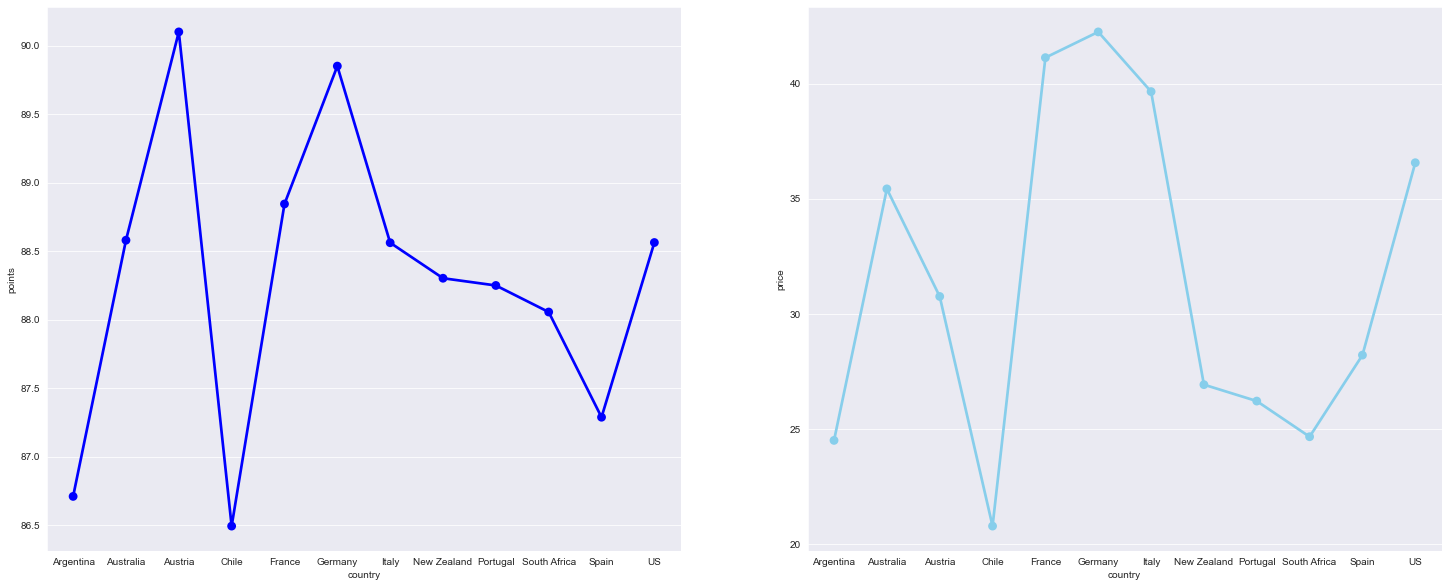 90.0
89.5
89.0
88.5
88.0
87.5
87.0
86.5
points
Argentina Australia Austria Chile France Germany Italy New Zealand Portugal South Africa Spain US
country
40
35
30
25
20
price
Argentina Australia Austria Chile France Germany Italy New Zealand Portugal South Africa Spain US
country